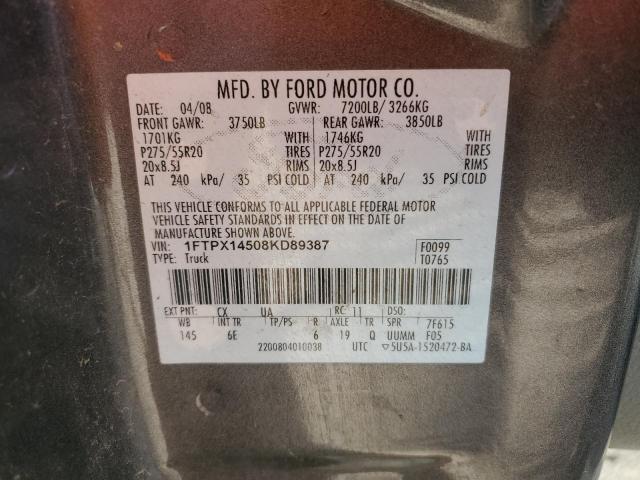 MFD. BY FORD MOTOR CO.
DATE: 04/08 GVWR: 7200LB/ 3266KG
FRONT GAWR: 3750LB REAR GAWR: 3850LB
1701KG WITH 1746KG WITH
P275/55R20 TIRES P275/55R20 TIRES
20x8.5J RIMS 20x8.5J RIMS
AT 240 kPa/ 35 PSI COLD AT 240 kPa/ 35 PSI COLD
THIS VEHICLE CONFORMS TO ALL APPLICABLE FEDERAL MOTOR
VEHICLE SAFETY STANDARDS IN EFFECT ON THE DATE OF
MANUFACTURE SHOWN ABOVE.
VIN: 1FTPX14508KD89387 F0099
TYPE: Truck T0765
EXT PNT: CX UA RC: 11 DSO:
WB INT TR TP/PS R AXLE TR SPR 7F615
145 6E 6 19 Q UUMM F05
2200804010038 UTC ▽5U5A-1520472-BA